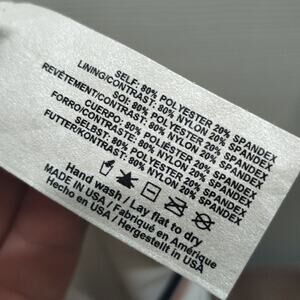 SELF: 80% POLYESTER 20% SPANDEX
LINING/CONTRAST: 80% NYLON 20% SPANDEX
SOI: 80% POLYESTER 20% SPANDEX
REVÊTEMENT/CONTRAST: 80% NYLON 20% SPANDEX
CUERPO: 80% POLIÉSTER 20% SPANDEX
FORRO/CONTRASTE: 80% NYLON 20% SPANDEX
SELBST: 80% POLYESTER 20% SPANDEX
FUTTER/KONTRAST: 80% NYLON 20% SPANDEX
Hand wash / Lay flat to dry
MADE IN USA / Fabriqué en Amérique
Hecho en USA / Hergestellt in USA